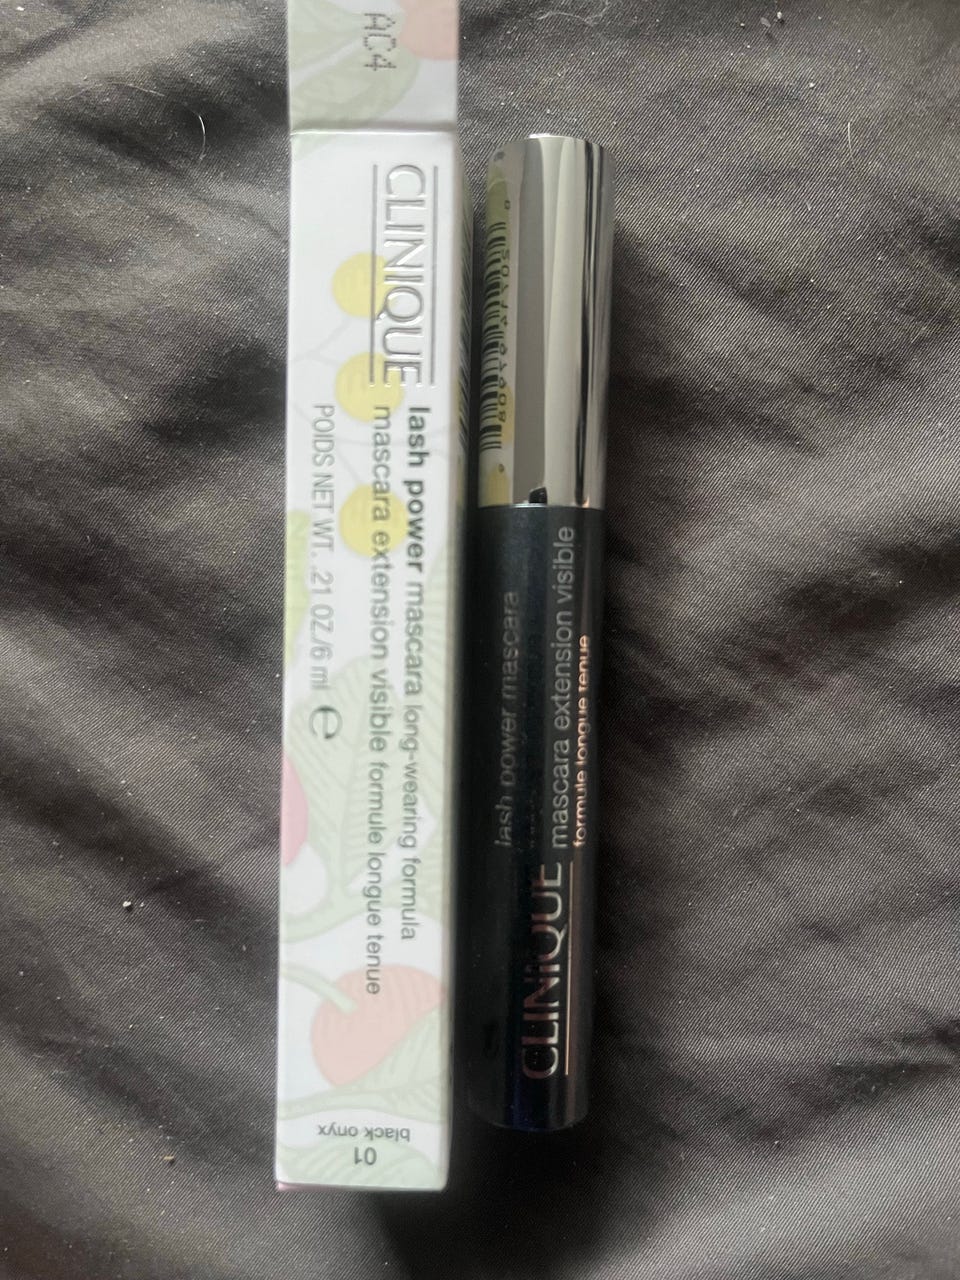 AC4
CLINIQUE
lash power mascara long-wearing formula
mascara extension visible formule longue tenue
POIDS NET WT. .21 OZ./6 ml ℮
01
black onyx
lash power mascara
CLINIQUE
mascara extension visible
formule longue tenue